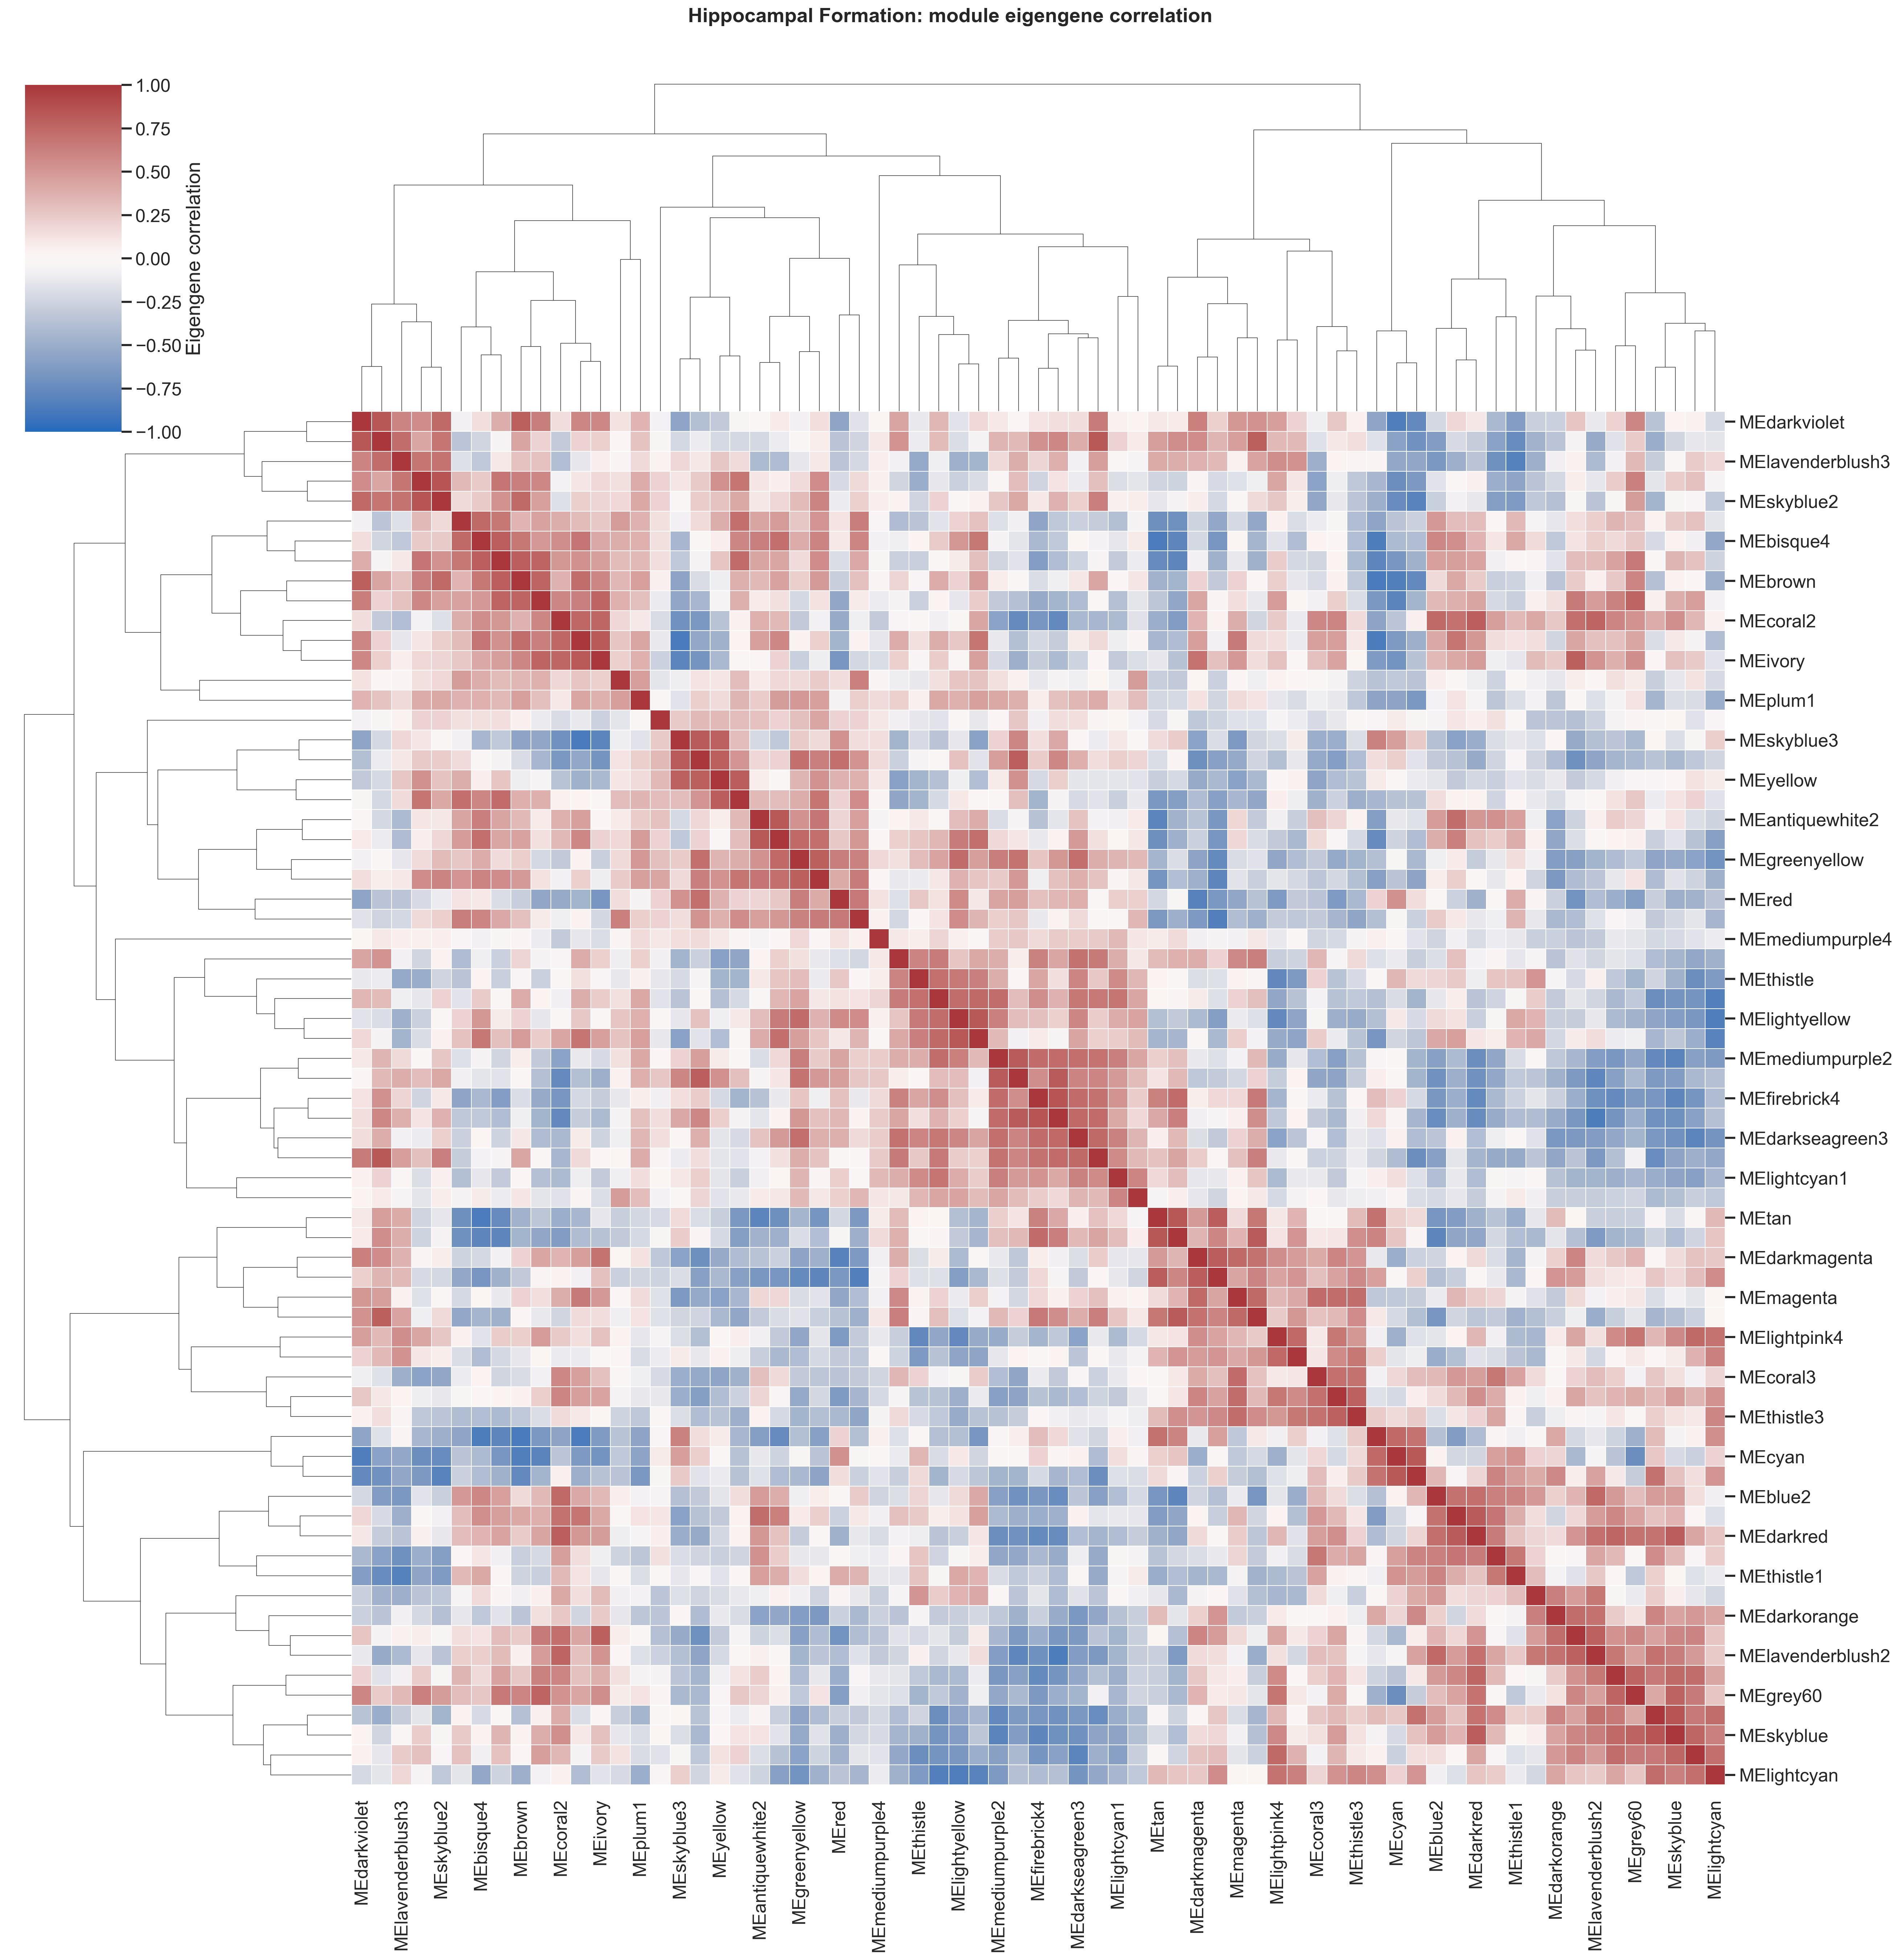 Hippocampal Formation: module eigengene correlation
1.00
0.75
0.50
0.25
0.00
−0.25
−0.50
−0.75
−1.00
Eigengene correlation
MEdarkviolet
MElavenderblush3
MEskyblue2
MEbisque4
MEbrown
MEcoral2
MEivory
MEplum1
MEskyblue3
MEyellow
MEantiquewhite2
MEgreenyellow
MEred
MEmediumpurple4
MEthistle
MElightyellow
MEmediumpurple2
MEfirebrick4
MEdarkseagreen3
MElightcyan1
MEtan
MEdarkmagenta
MEmagenta
MElightpink4
MEcoral3
MEthistle3
MEcyan
MEblue2
MEdarkred
MEthistle1
MEdarkorange
MElavenderblush2
MEgrey60
MEskyblue
MElightcyan
MEdarkviolet
MElavenderblush3
MEskyblue2
MEbisque4
MEbrown
MEcoral2
MEivory
MEplum1
MEskyblue3
MEyellow
MEantiquewhite2
MEgreenyellow
MEred
MEmediumpurple4
MEthistle
MElightyellow
MEmediumpurple2
MEfirebrick4
MEdarkseagreen3
MElightcyan1
MEtan
MEdarkmagenta
MEmagenta
MElightpink4
MEcoral3
MEthistle3
MEcyan
MEblue2
MEdarkred
MEthistle1
MEdarkorange
MElavenderblush2
MEgrey60
MEskyblue
MElightcyan